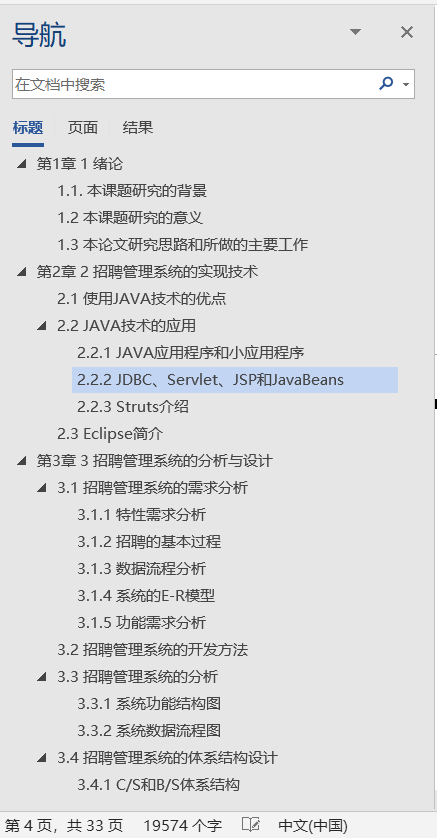 导航
在文档中搜索
标题 页面 结果
第1章 1 绪论
1.1. 本课题研究的背景
1.2 本课题研究的意义
1.3 本论文研究思路和所做的主要工作
第2章 2 招聘管理系统的实现技术
2.1 使用JAVA技术的优点
2.2 JAVA技术的应用
2.2.1 JAVA应用程序和小应用程序
2.2.2 JDBC、Servlet、JSP和JavaBeans
2.2.3 Struts介绍
2.3 Eclipse简介
第3章 3 招聘管理系统的分析与设计
3.1 招聘管理系统的需求分析
3.1.1 特性需求分析
3.1.2 招聘的基本过程
3.1.3 数据流程分析
3.1.4 系统的E-R模型
3.1.5 功能需求分析
3.2 招聘管理系统的开发方法
3.3 招聘管理系统的分析
3.3.1 系统功能结构图
3.3.2 系统数据流程图
3.4 招聘管理系统的体系结构设计
3.4.1 C/S和B/S体系结构
第 4 页，共 33 页 19574 个字 中文(中国)